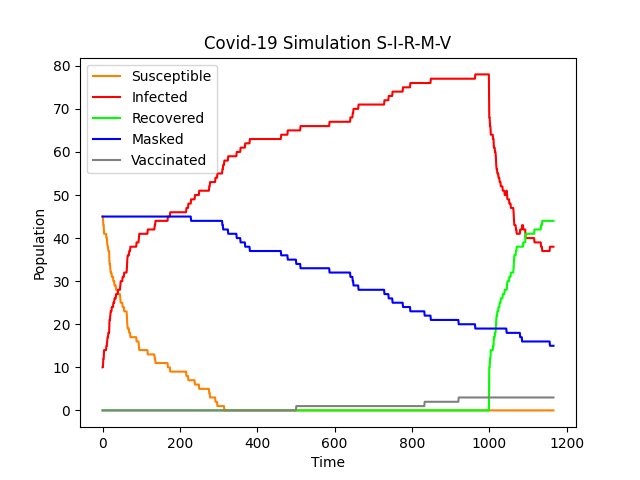 Covid-19 Simulation S-I-R-M-V
80
70
60
50
40
30
20
10
0
Population
Susceptible
Infected
Recovered
Masked
Vaccinated
0 200 400 600 800 1000 1200
Time